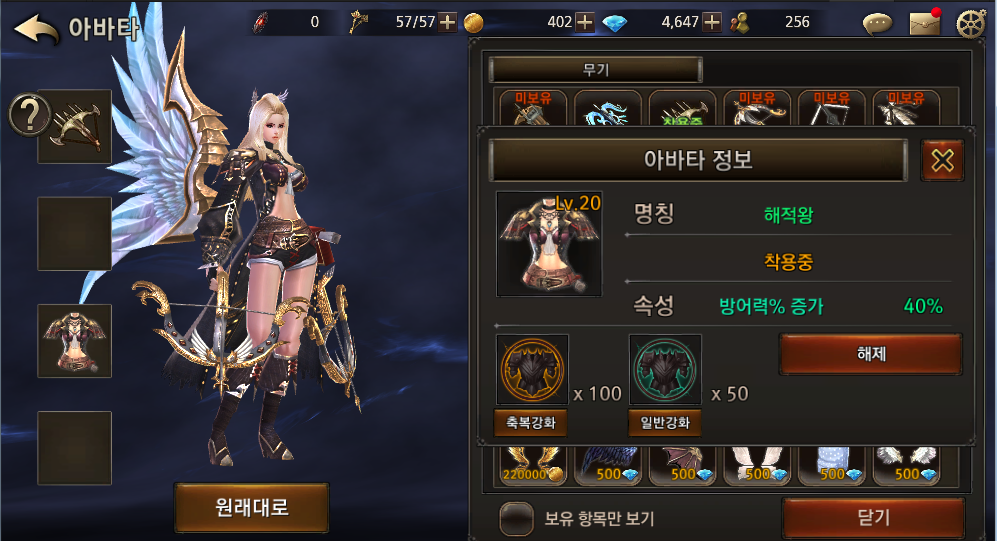 아바타
0
57/57
402
4,647
256
무기
미보유
착용중
미보유
미보유
미보유
아바타 정보
Lv.20
명칭
해적왕
착용중
속성
방어력% 증가
40%
x 100
x 50
해제
축복강화
일반강화
220000
500
500
500
500
500
원래대로
보유 항목만 보기
닫기